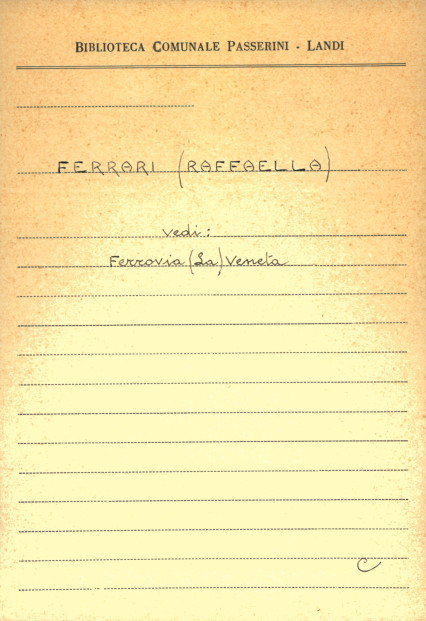 BIBLIOTECA COMUNALE PASSERINI - LANDI
FERRARI (RAFFAELLA)
vedi:
Ferrovia (La) Veneta
C